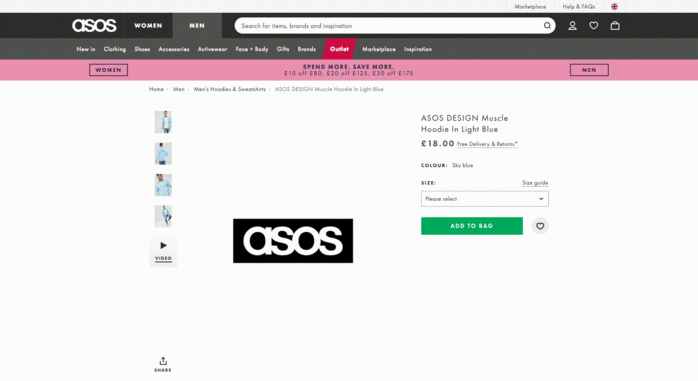 Marketplace Help & FAQs
asos WOMEN MEN Search for items, brands and inspiration
New in Clothing Shoes Accessories Activewear Face + Body Gifts Brands Outlet Marketplace Inspiration
WOMEN
SPEND MORE. SAVE MORE.
£10 off £80, £20 off £125, £30 off £175
MEN
Home › Men › Men's Hoodies & Sweatshirts › ASOS DESIGN Muscle Hoodie In Light Blue
ASOS DESIGN Muscle
Hoodie In Light Blue
£18.00 Free Delivery & Returns*
COLOUR: Sky blue
SIZE: Size guide
Please select
ADD TO BAG
asos
VIDEO
SHARE